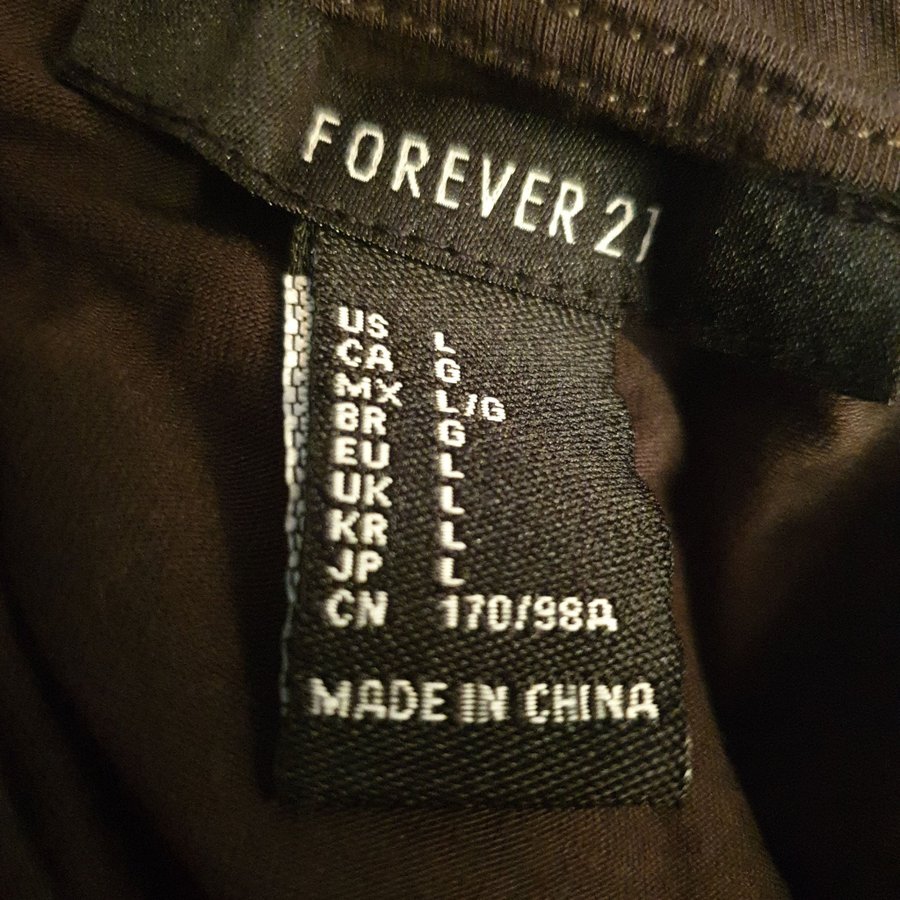 FOREVER 21
US L
CA G
MX L/G
BR G
EU L
UK L
KR L
JP L
CN 170/98A
MADE IN CHINA